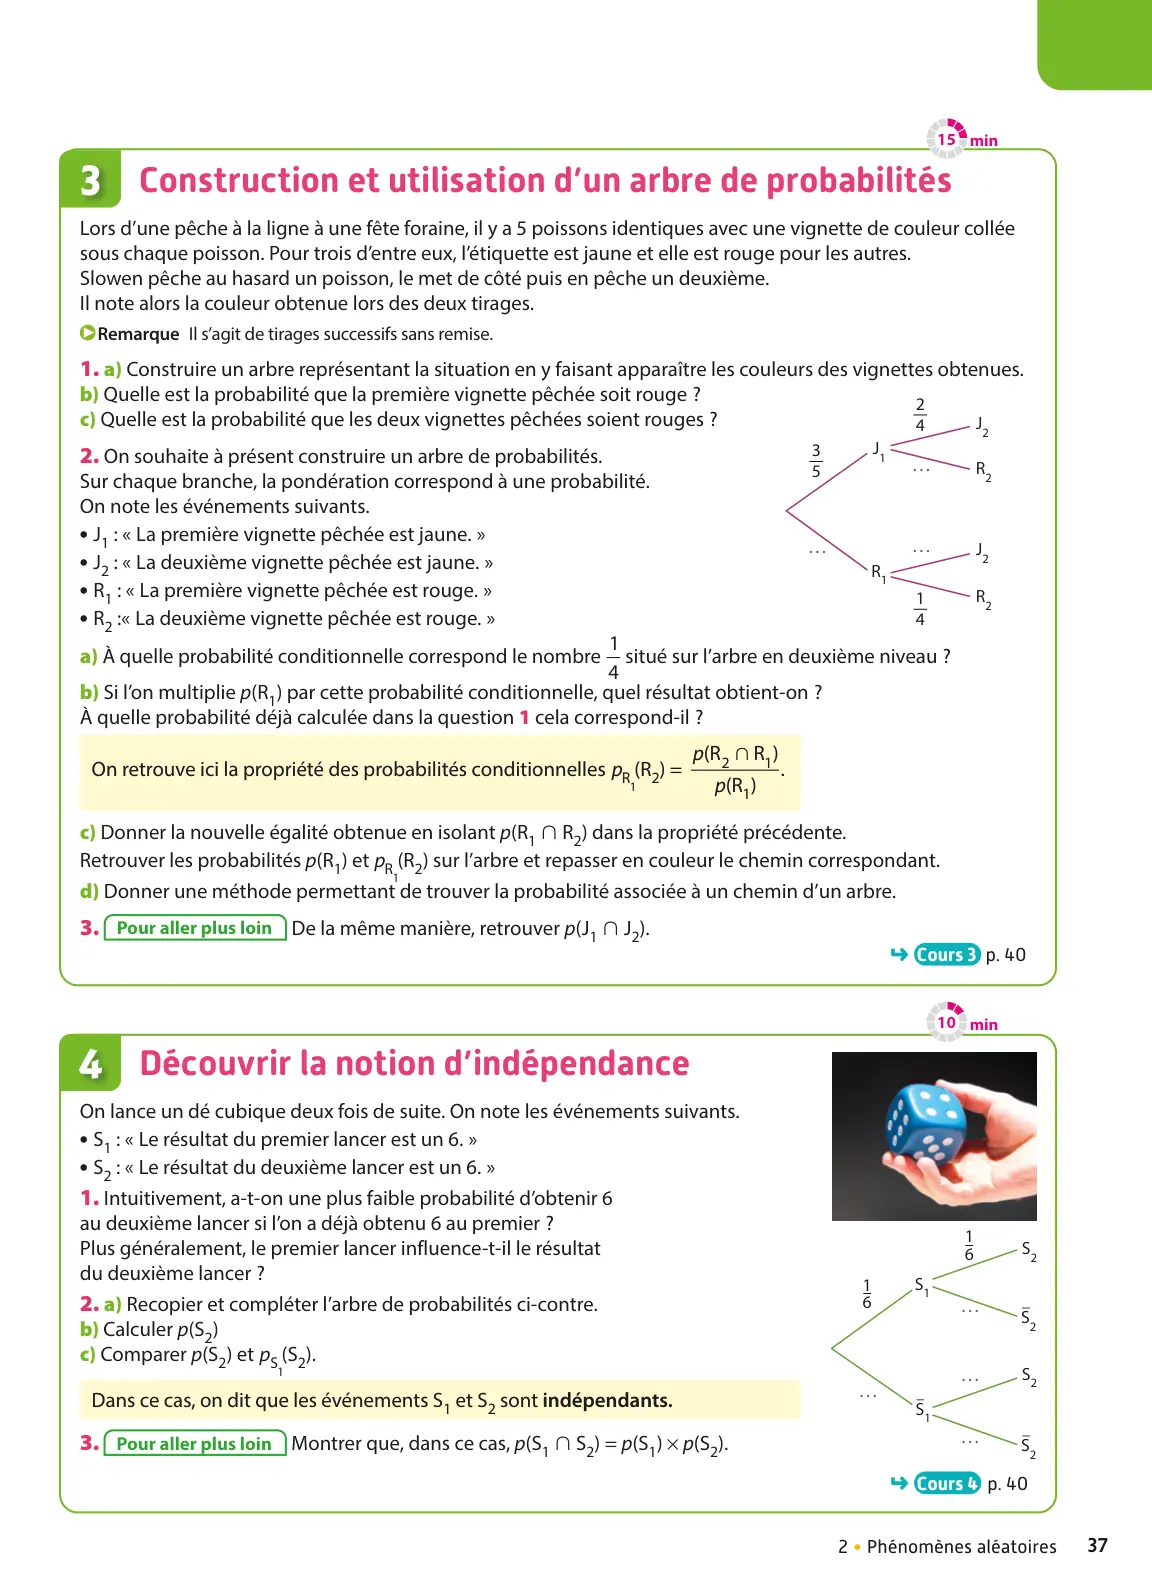 15 min
3 Construction et utilisation d’un arbre de probabilités
Lors d’une pêche à la ligne à une fête foraine, il y a 5 poissons identiques avec une vignette de couleur collée
sous chaque poisson. Pour trois d’entre eux, l’étiquette est jaune et elle est rouge pour les autres.
Slowen pêche au hasard un poisson, le met de côté puis en pêche un deuxième.
Il note alors la couleur obtenue lors des deux tirages.
Remarque Il s’agit de tirages successifs sans remise.
1. a) Construire un arbre représentant la situation en y faisant apparaître les couleurs des vignettes obtenues.
b) Quelle est la probabilité que la première vignette pêchée soit rouge ?
c) Quelle est la probabilité que les deux vignettes pêchées soient rouges ?
2. On souhaite à présent construire un arbre de probabilités.
Sur chaque branche, la pondération correspond à une probabilité.
On note les événements suivants.
• J1 : « La première vignette pêchée est jaune. »
• J2 : « La deuxième vignette pêchée est jaune. »
• R1 : « La première vignette pêchée est rouge. »
• R2 :« La deuxième vignette pêchée est rouge. »
2/4 J2
3/5 J1
... R2
... ... J2
R1
1/4 R2
a) À quelle probabilité conditionnelle correspond le nombre 1/4 situé sur l’arbre en deuxième niveau ?
b) Si l’on multiplie p(R1) par cette probabilité conditionnelle, quel résultat obtient-on ?
À quelle probabilité déjà calculée dans la question 1 cela correspond-il ?
On retrouve ici la propriété des probabilités conditionnelles pR1(R2) = p(R2 ∩ R1) / p(R1).
c) Donner la nouvelle égalité obtenue en isolant p(R1 ∩ R2) dans la propriété précédente.
Retrouver les probabilités p(R1) et pR1(R2) sur l’arbre et repasser en couleur le chemin correspondant.
d) Donner une méthode permettant de trouver la probabilité associée à un chemin d’un arbre.
3. Pour aller plus loin De la même manière, retrouver p(J1 ∩ J2).
Cours 3 p. 40
10 min
4 Découvrir la notion d’indépendance
On lance un dé cubique deux fois de suite. On note les événements suivants.
• S1 : « Le résultat du premier lancer est un 6. »
• S2 : « Le résultat du deuxième lancer est un 6. »
1. Intuitivement, a-t-on une plus faible probabilité d’obtenir 6
au deuxième lancer si l’on a déjà obtenu 6 au premier ?
Plus généralement, le premier lancer influence-t-il le résultat
du deuxième lancer ?
2. a) Recopier et compléter l’arbre de probabilités ci-contre.
b) Calculer p(S2)
c) Comparer p(S2) et pS1(S2).
1/6 S2
1/6 S1
... S̅2
... S2
... S̅1
... S̅2
Dans ce cas, on dit que les événements S1 et S2 sont indépendants.
3. Pour aller plus loin Montrer que, dans ce cas, p(S1 ∩ S2) = p(S1) × p(S2).
Cours 4 p. 40
2 • Phénomènes aléatoires 37